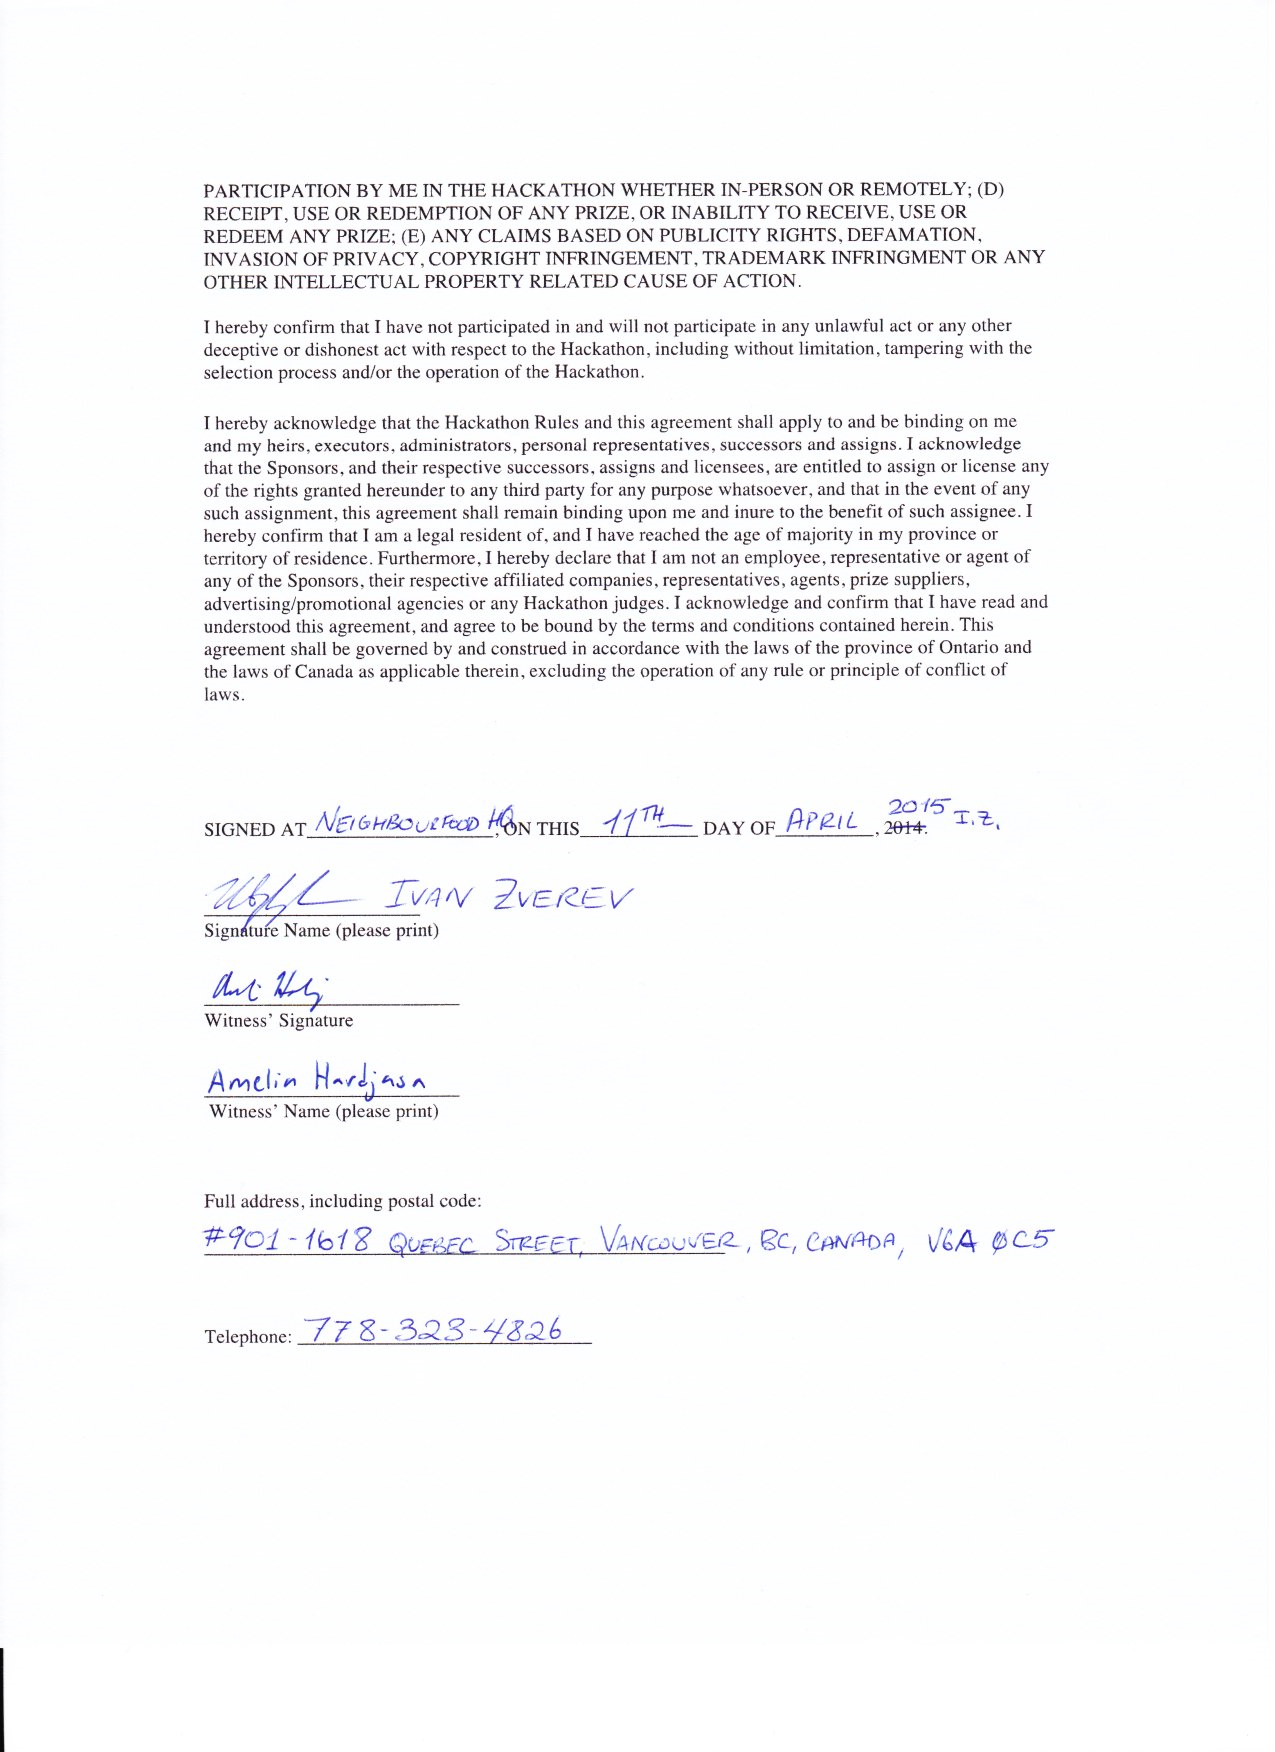 PARTICIPATION BY ME IN THE HACKATHON WHETHER IN-PERSON OR REMOTELY; (D)
RECEIPT, USE OR REDEMPTION OF ANY PRIZE, OR INABILITY TO RECEIVE, USE OR
REDEEM ANY PRIZE; (E) ANY CLAIMS BASED ON PUBLICITY RIGHTS, DEFAMATION,
INVASION OF PRIVACY, COPYRIGHT INFRINGEMENT, TRADEMARK INFRINGMENT OR ANY
OTHER INTELLECTUAL PROPERTY RELATED CAUSE OF ACTION.
I hereby confirm that I have not participated in and will not participate in any unlawful act or any other
deceptive or dishonest act with respect to the Hackathon, including without limitation, tampering with the
selection process and/or the operation of the Hackathon.
I hereby acknowledge that the Hackathon Rules and this agreement shall apply to and be binding on me
and my heirs, executors, administrators, personal representatives, successors and assigns. I acknowledge
that the Sponsors, and their respective successors, assigns and licensees, are entitled to assign or license any
of the rights granted hereunder to any third party for any purpose whatsoever, and that in the event of any
such assignment, this agreement shall remain binding upon me and inure to the benefit of such assignee. I
hereby confirm that I am a legal resident of, and I have reached the age of majority in my province or
territory of residence. Furthermore, I hereby declare that I am not an employee, representative or agent of
any of the Sponsors, their respective affiliated companies, representatives, agents, prize suppliers,
advertising/promotional agencies or any Hackathon judges. I acknowledge and confirm that I have read and
understood this agreement, and agree to be bound by the terms and conditions contained herein. This
agreement shall be governed by and construed in accordance with the laws of the province of Ontario and
the laws of Canada as applicable therein, excluding the operation of any rule or principle of conflict of
laws.
2015
SIGNED AT NEIGHBOURFOOD HQ, ON THIS 11TH DAY OF APRIL, 2014. I.Z.
IVAN ZVEREV
Signature Name (please print)
Witness’ Signature
Amelin Hardjasa
Witness’ Name (please print)
Full address, including postal code:
#901-1618 QUEBEC STREET, VANCOUVER, BC, CANADA, V6A 0C5
Telephone: 778-323-4826